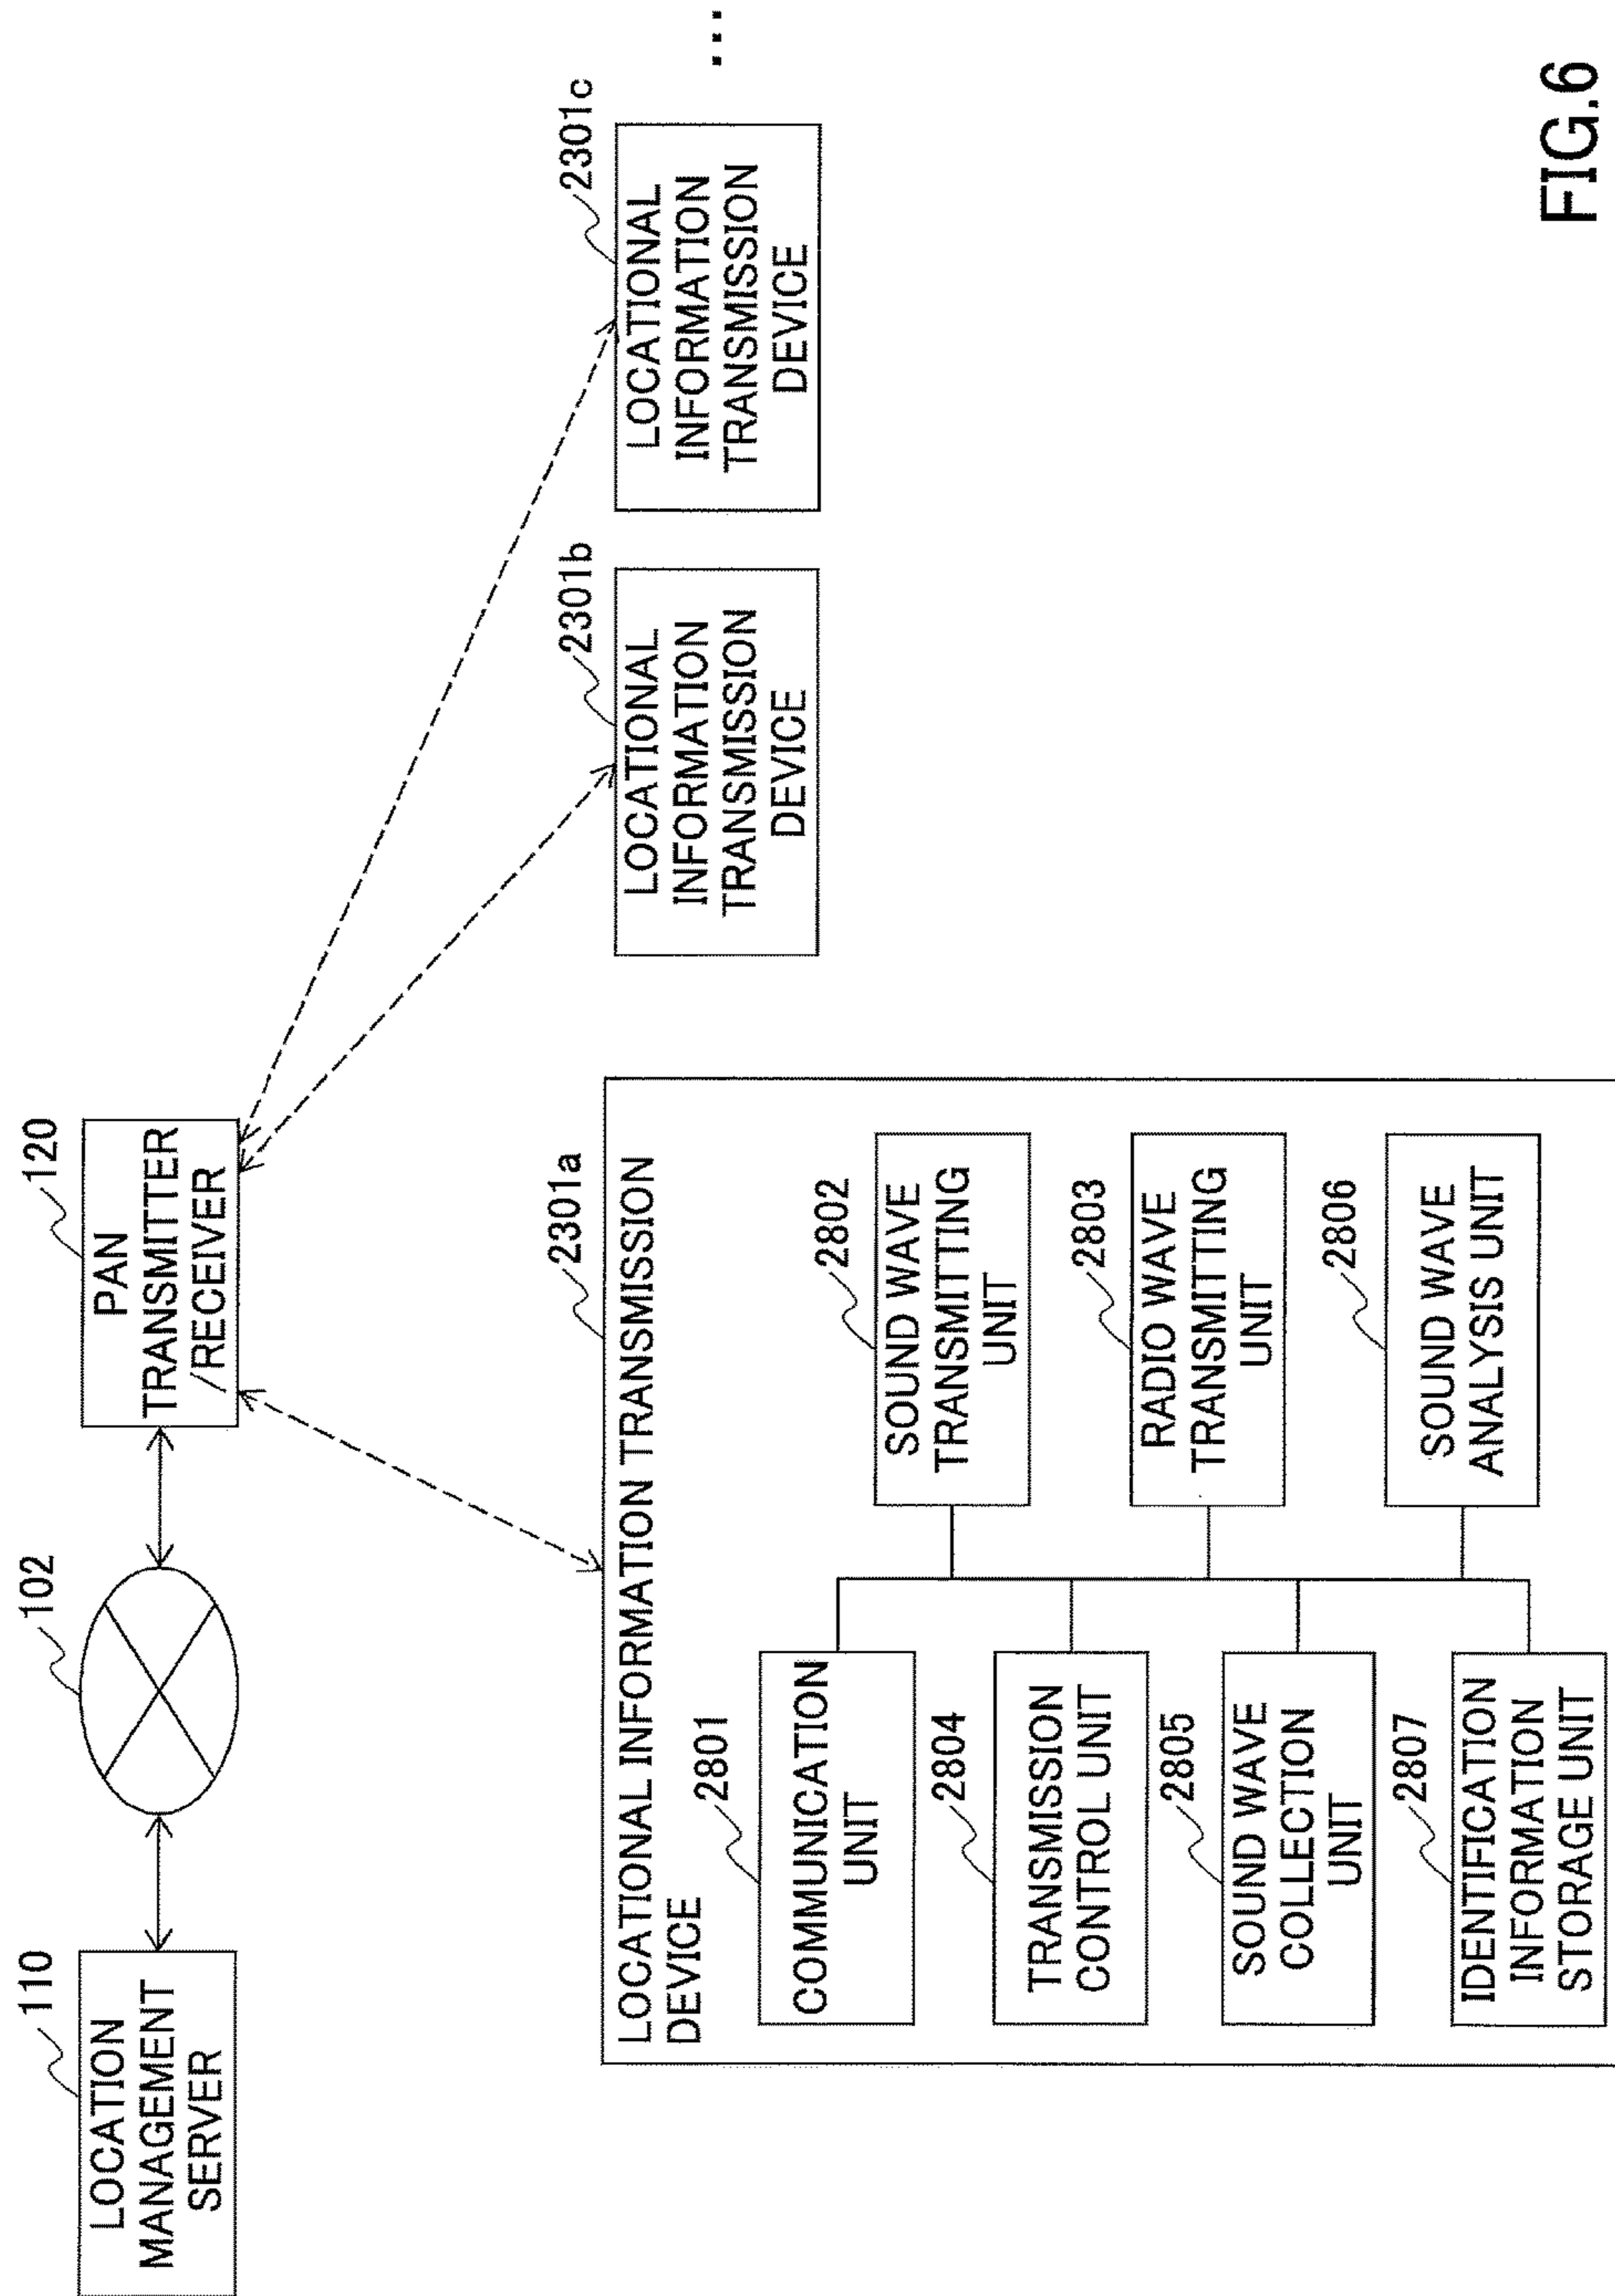 110
LOCATION
MANAGEMENT
SERVER
102
120
PAN
TRANSMITTER
/RECEIVER
2301a
LOCATIONAL INFORMATION TRANSMISSION
DEVICE
2801
COMMUNICATION
UNIT
2802
SOUND WAVE
TRANSMITTING
UNIT
2804
TRANSMISSION
CONTROL UNIT
2803
RADIO WAVE
TRANSMITTING
UNIT
2805
SOUND WAVE
COLLECTION
UNIT
2806
SOUND WAVE
ANALYSIS UNIT
2807
IDENTIFICATION
INFORMATION
STORAGE UNIT
2301b
LOCATIONAL
INFORMATION
TRANSMISSION
DEVICE
2301c
LOCATIONAL
INFORMATION
TRANSMISSION
DEVICE
...
FIG.6